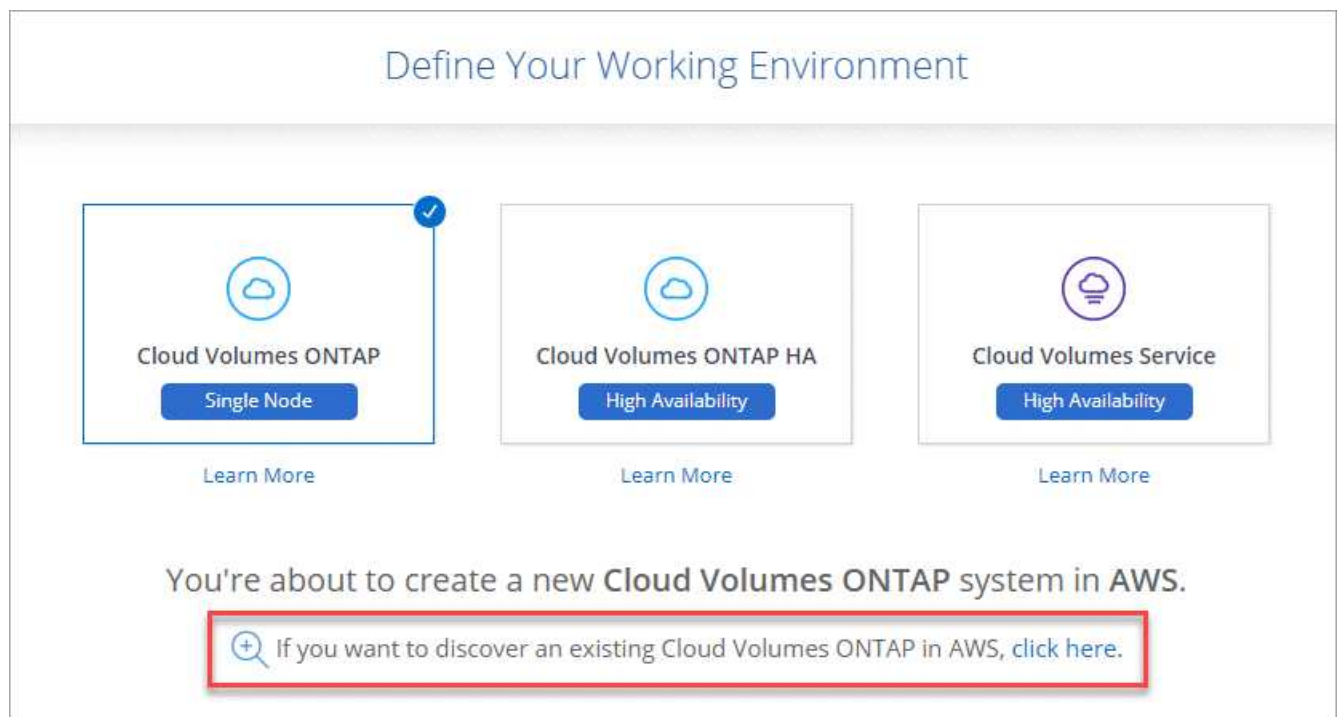 Define Your Working Environment
Cloud Volumes ONTAP
Single Node
Learn More
Cloud Volumes ONTAP HA
High Availability
Learn More
Cloud Volumes Service
High Availability
Learn More
You're about to create a new Cloud Volumes ONTAP system in AWS.
If you want to discover an existing Cloud Volumes ONTAP in AWS, click here.